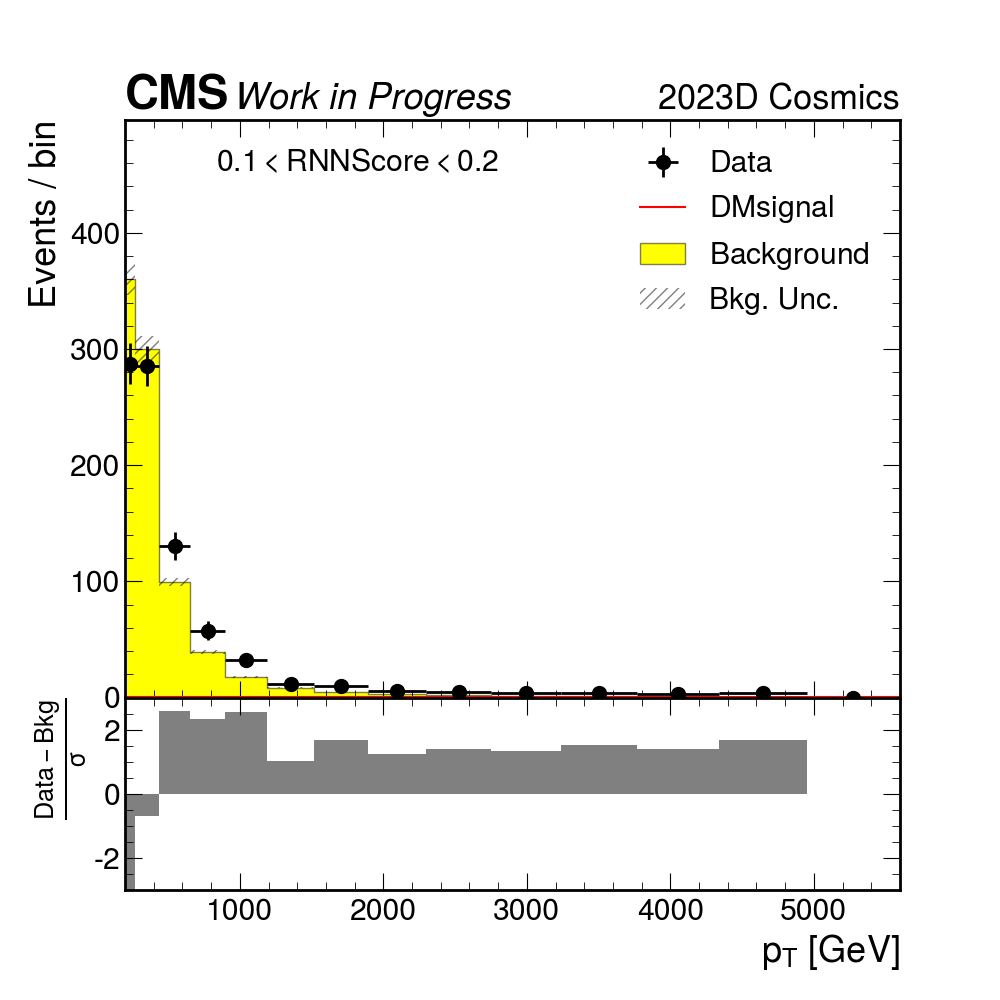 CMS Work in Progress 2023D Cosmics
Events / bin
0.1 < RNNScore < 0.2
Data
DMsignal
Background
Bkg. Unc.
400
300
200
100
0
Data – Bkg
σ
2
0
-2
1000 2000 3000 4000 5000
pT [GeV]